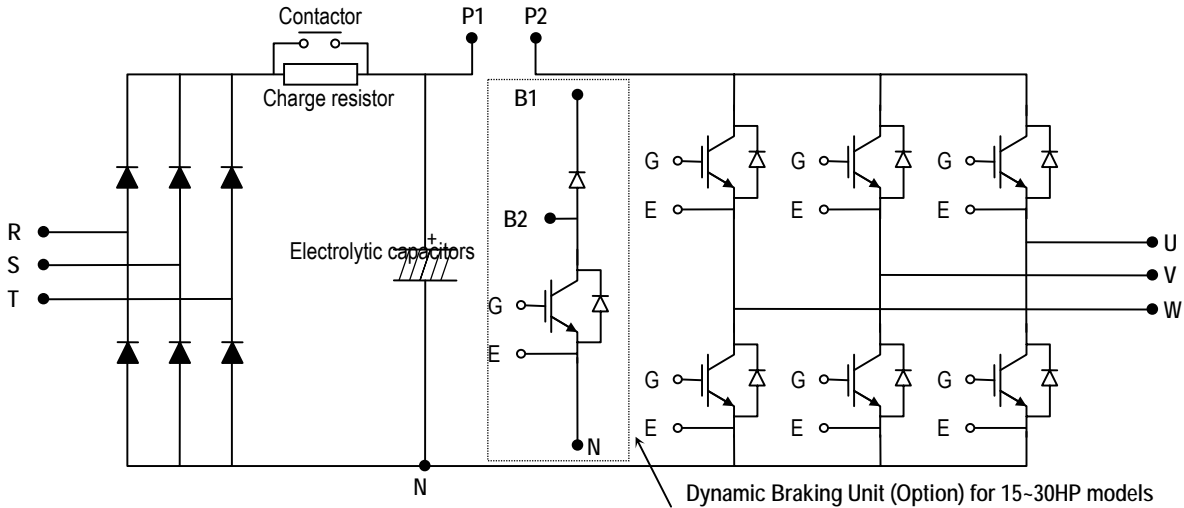 Contactor
P1
P2
Charge resistor
B1
G
G
G
E
E
E
B2
R
S
T
Electrolytic capacitors
+
U
V
W
G
E
G
G
G
E
E
E
N
N
Dynamic Braking Unit (Option) for 15~30HP models